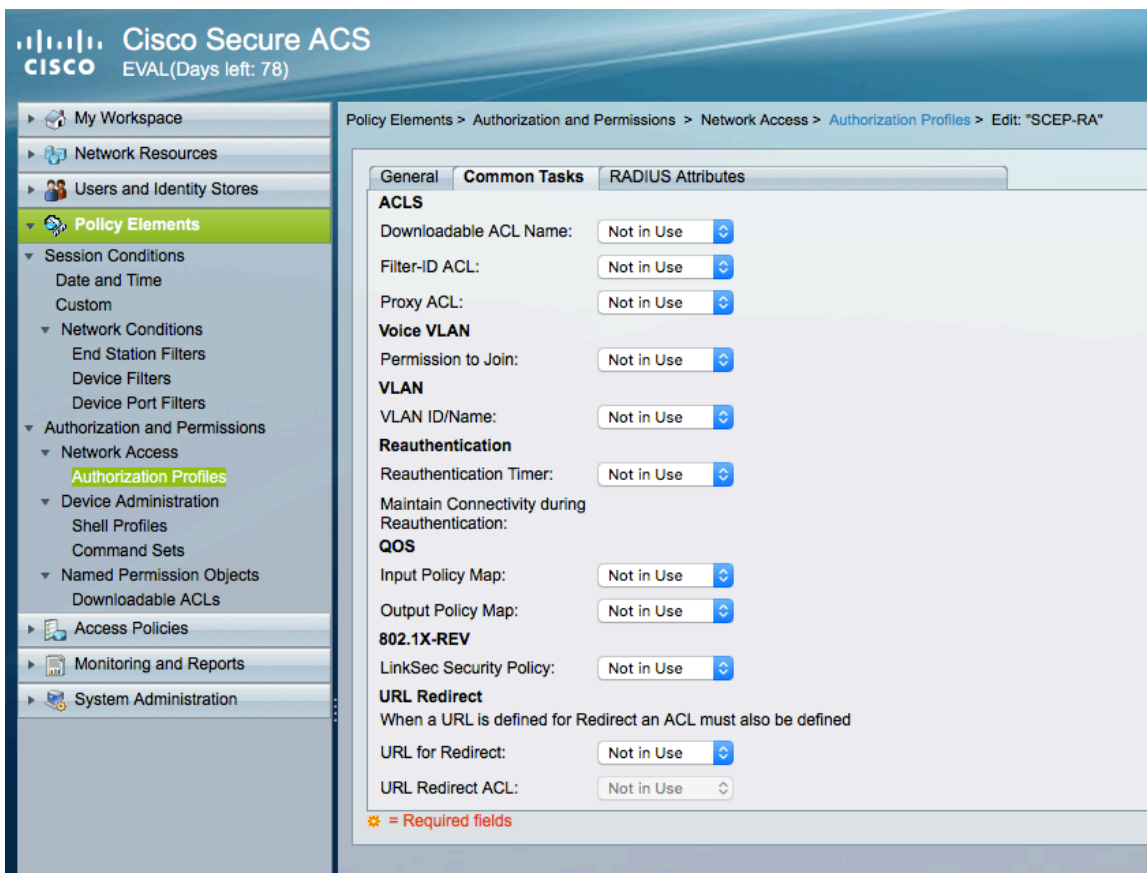 Cisco Secure ACS
CISCO
EVAL(Days left: 78)
My Workspace
Network Resources
Users and Identity Stores
Policy Elements
Session Conditions
Date and Time
Custom
Network Conditions
End Station Filters
Device Filters
Device Port Filters
Authorization and Permissions
Network Access
Authorization Profiles
Device Administration
Shell Profiles
Command Sets
Named Permission Objects
Downloadable ACLs
Access Policies
Monitoring and Reports
System Administration
Policy Elements > Authorization and Permissions > Network Access > Authorization Profiles > Edit: "SCEP-RA"
General Common Tasks RADIUS Attributes
ACLS
Downloadable ACL Name: Not in Use
Filter-ID ACL: Not in Use
Proxy ACL: Not in Use
Voice VLAN
Permission to Join: Not in Use
VLAN
VLAN ID/Name: Not in Use
Reauthentication
Reauthentication Timer: Not in Use
Maintain Connectivity during
Reauthentication:
QOS
Input Policy Map: Not in Use
Output Policy Map: Not in Use
802.1X-REV
LinkSec Security Policy: Not in Use
URL Redirect
When a URL is defined for Redirect an ACL must also be defined
URL for Redirect: Not in Use
URL Redirect ACL: Not in Use
= Required fields